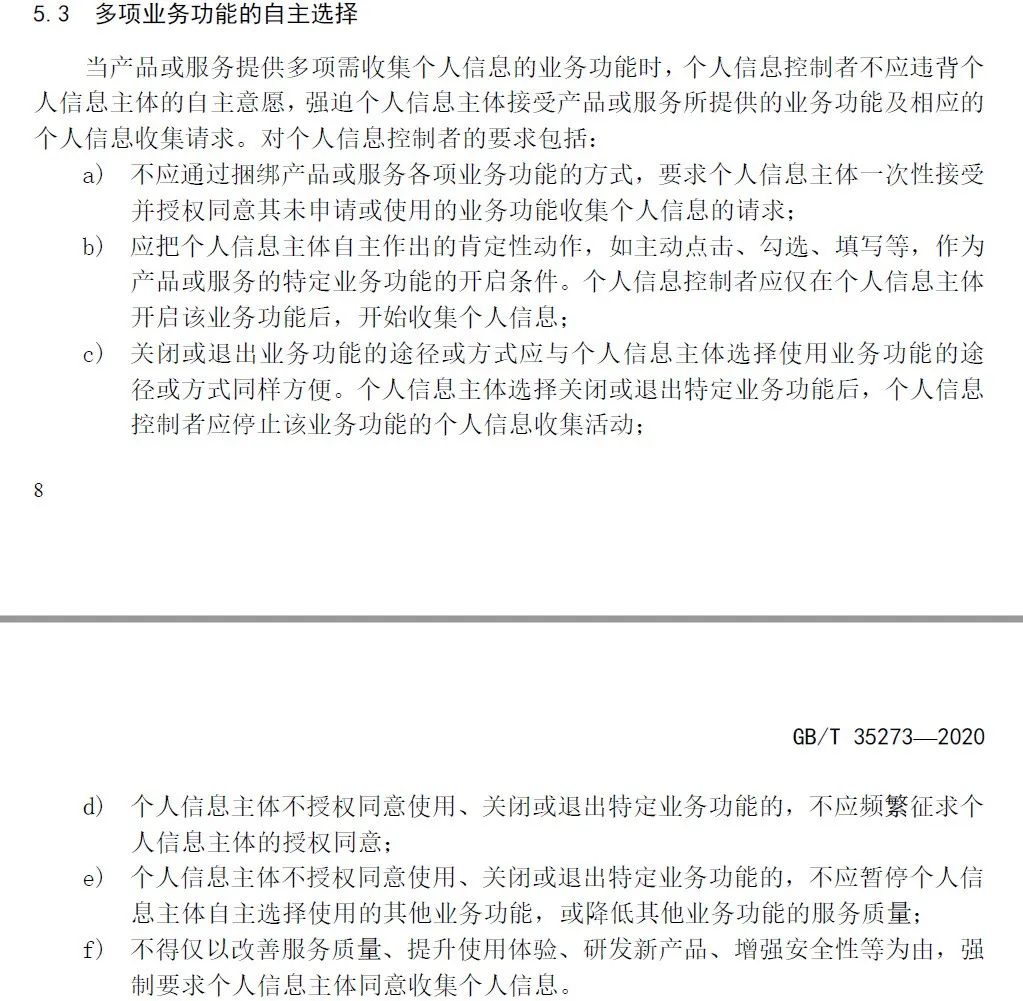 5.3 多项业务功能的自主选择
当产品或服务提供多项需收集个人信息的业务功能时，个人信息控制者不应违背个
人信息主体的自主意愿，强迫个人信息主体接受产品或服务所提供的业务功能及相应的
个人信息收集请求。对个人信息控制者的要求包括：
a) 不应通过捆绑产品或服务各项业务功能的方式，要求个人信息主体一次性接受
并授权同意其未申请或使用的业务功能收集个人信息的请求；
b) 应把个人信息主体自主作出的肯定性动作，如主动点击、勾选、填写等，作为
产品或服务的特定业务功能的开启条件。个人信息控制者应仅在个人信息主体
开启该业务功能后，开始收集个人信息；
c) 关闭或退出业务功能的途径或方式应与个人信息主体选择使用业务功能的途
径或方式同样方便。个人信息主体选择关闭或退出特定业务功能后，个人信息
控制者应停止该业务功能的个人信息收集活动；
8
GB/T 35273—2020
d) 个人信息主体不授权同意使用、关闭或退出特定业务功能的，不应频繁征求个
人信息主体的授权同意；
e) 个人信息主体不授权同意使用、关闭或退出特定业务功能的，不应暂停个人信
息主体自主选择使用的其他业务功能，或降低其他业务功能的服务质量；
f) 不得仅以改善服务质量、提升使用体验、研发新产品、增强安全性等为由，强
制要求个人信息主体同意收集个人信息。